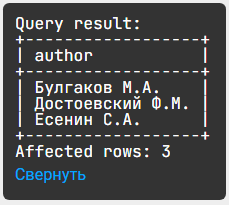 Query result:
+-------------------+
| author            |
+-------------------+
| Булгаков М.А.     |
| Достоевский Ф.М.  |
| Есенин С.А.       |
+-------------------+
Affected rows: 3
Свернуть